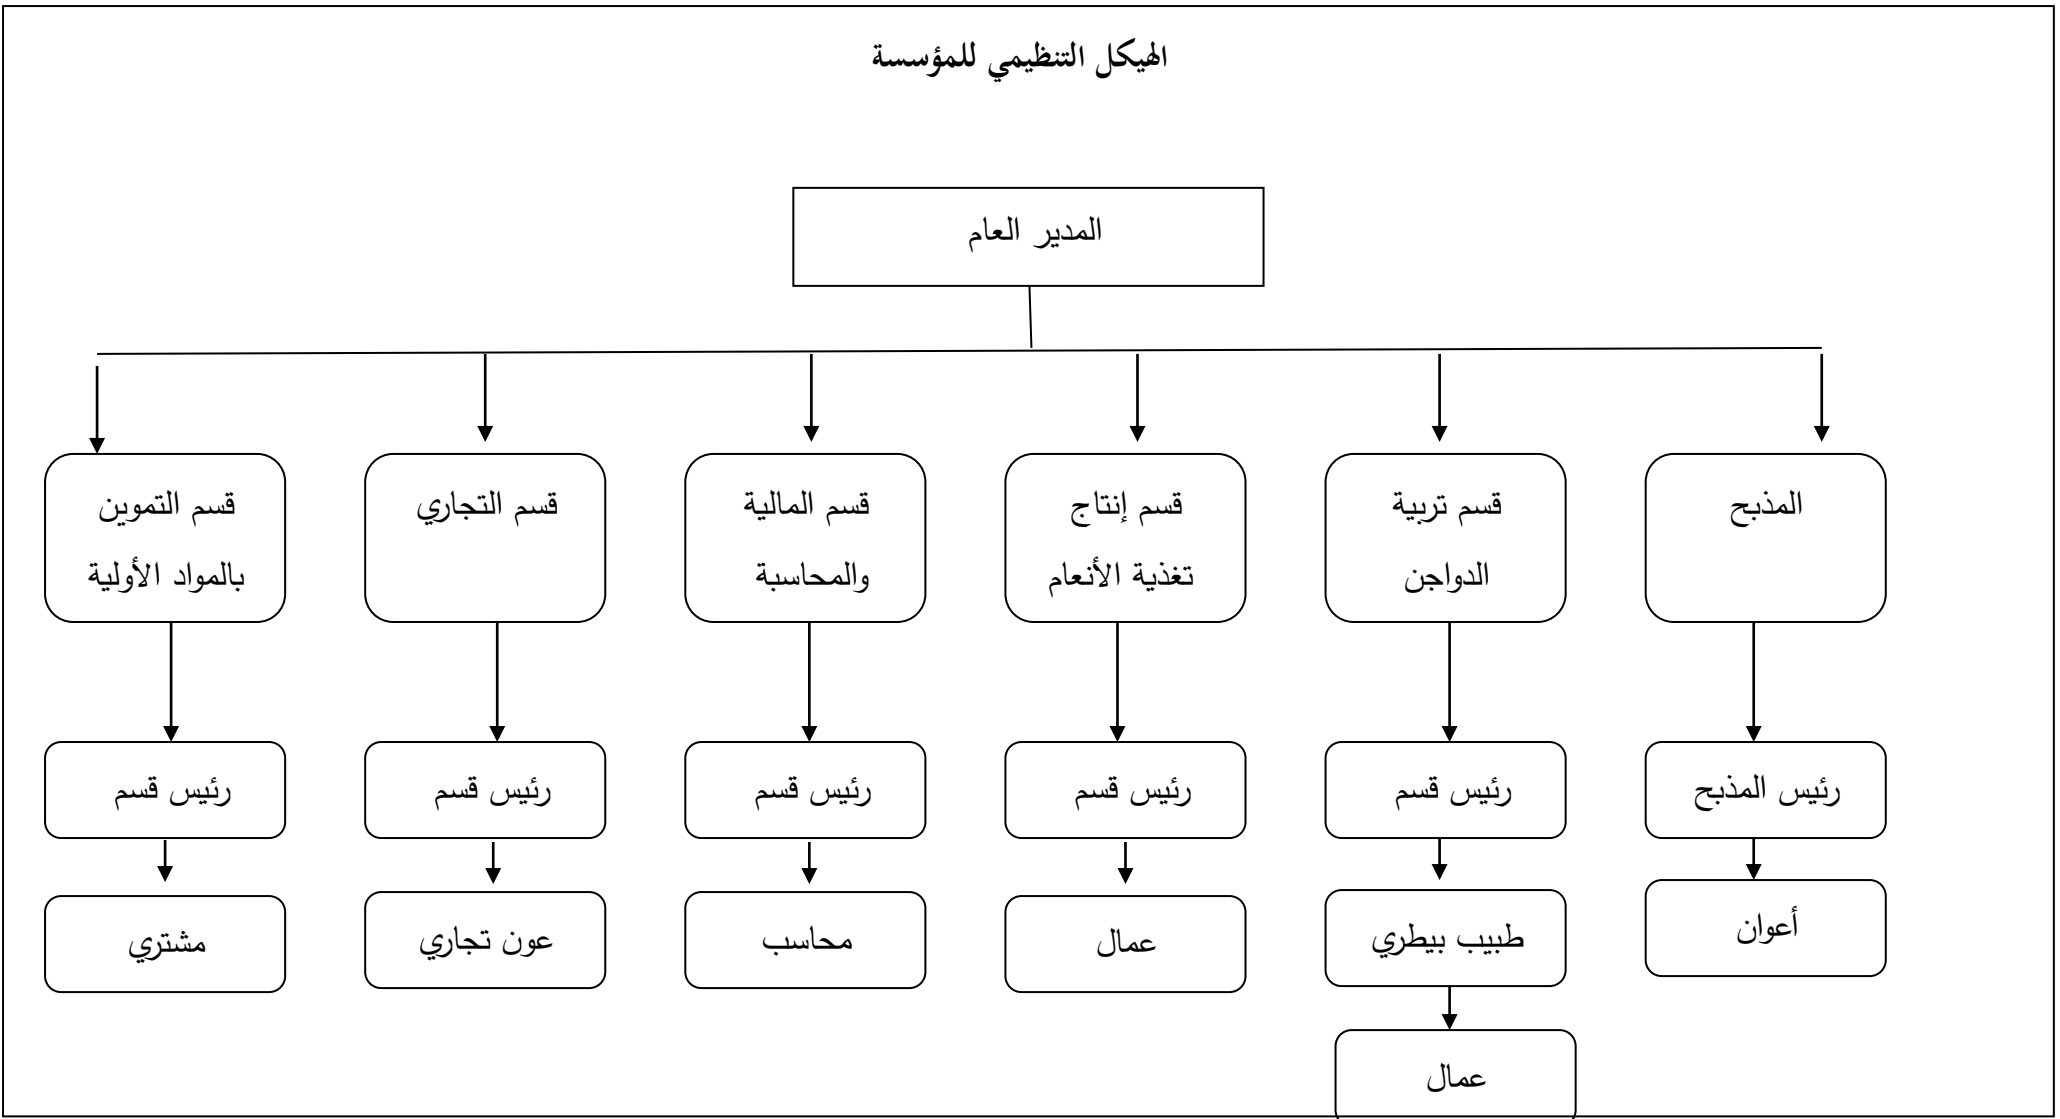 الهيكل التنظيمي للمؤسسة
المدير العام
المذبح
قسم تربية
الدواجن
قسم إنتاج
تغذية الأنعام
قسم المالية
والمحاسبة
قسم التجاري
قسم التموين
بالمواد الأولية
رئيس المذبح
رئيس قسم
رئيس قسم
رئيس قسم
رئيس قسم
رئيس قسم
أعوان
طبيب بيطري
عمال
محاسب
عون تجاري
مشتري
عمال